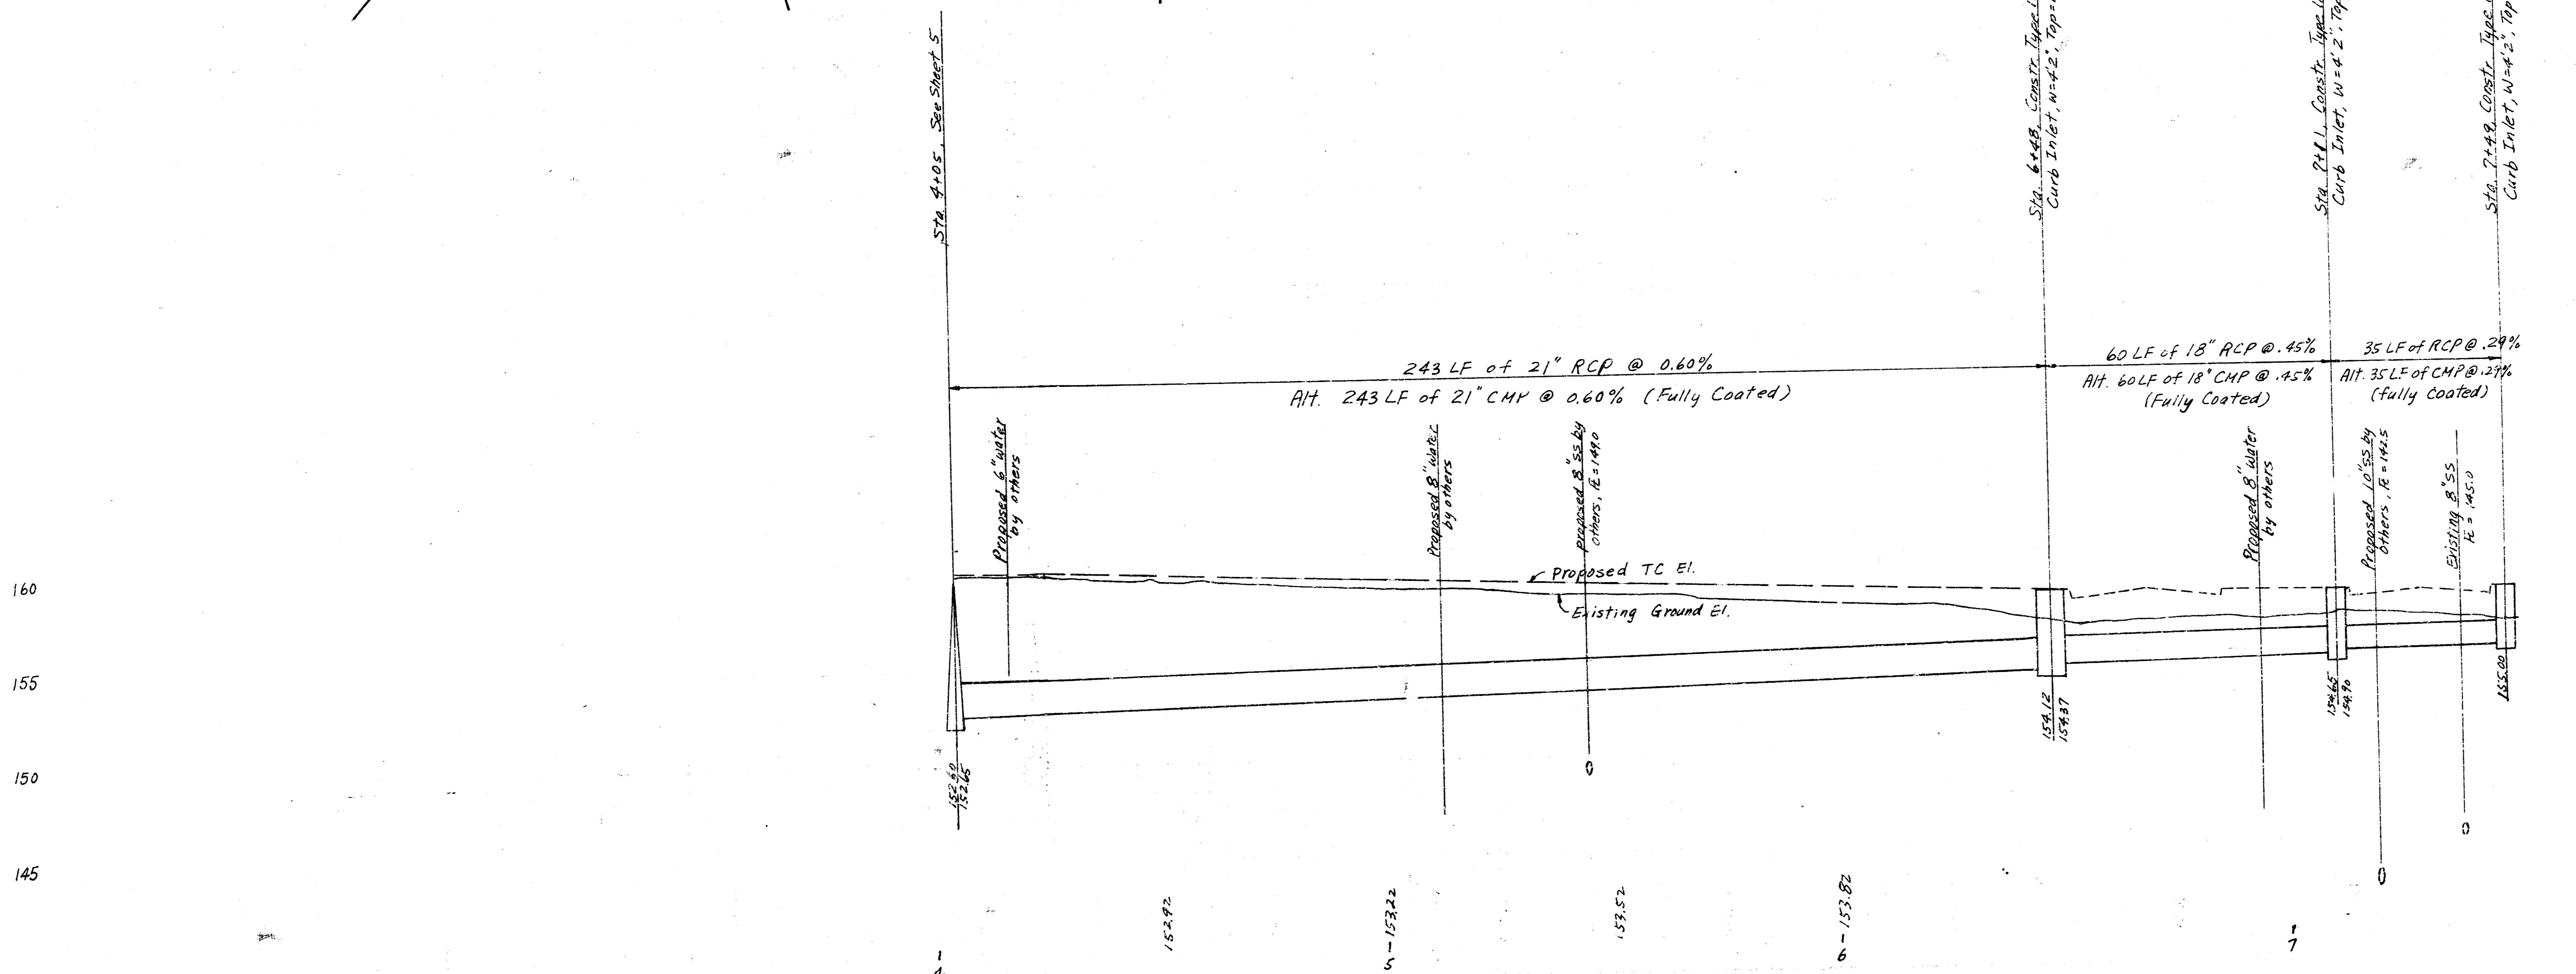 Sta. 4+05, See Sheet 5
Sta. 6+48, Constr. Type
Curb Inlet, W=4'2", Top=
Sta. 7+11, Constr. Type
Curb Inlet, W=4'2", Top
Sta. 7+49, Constr. Type
Curb Inlet, W=4'2", Top
243 LF of 21" RCP @ 0.60%
Alt. 243 LF of 21" CMP @ 0.60% (Fully Coated)
60 LF of 18" RCP @ .45%
Alt. 60 LF of 18" CMP @ .45%
(Fully Coated)
35 LF of RCP @ .29%
Alt. 35 LF of CMP @ .29%
(fully Coated)
Proposed 6" water
by others
Proposed 8" water
by others
proposed 8" SS by
others, FL = 149.0
Proposed 8" water
by others
Proposed 10" SS by
others, FL = 142.5
Existing 8" SS
FL = 145.0
Proposed TC El.
Existing Ground El.
160
155
150
145
152.60
152.65
154.12
154.37
154.65
154.90
155.00
152.92
5 - 153.22
153.52
6 - 153.82
7